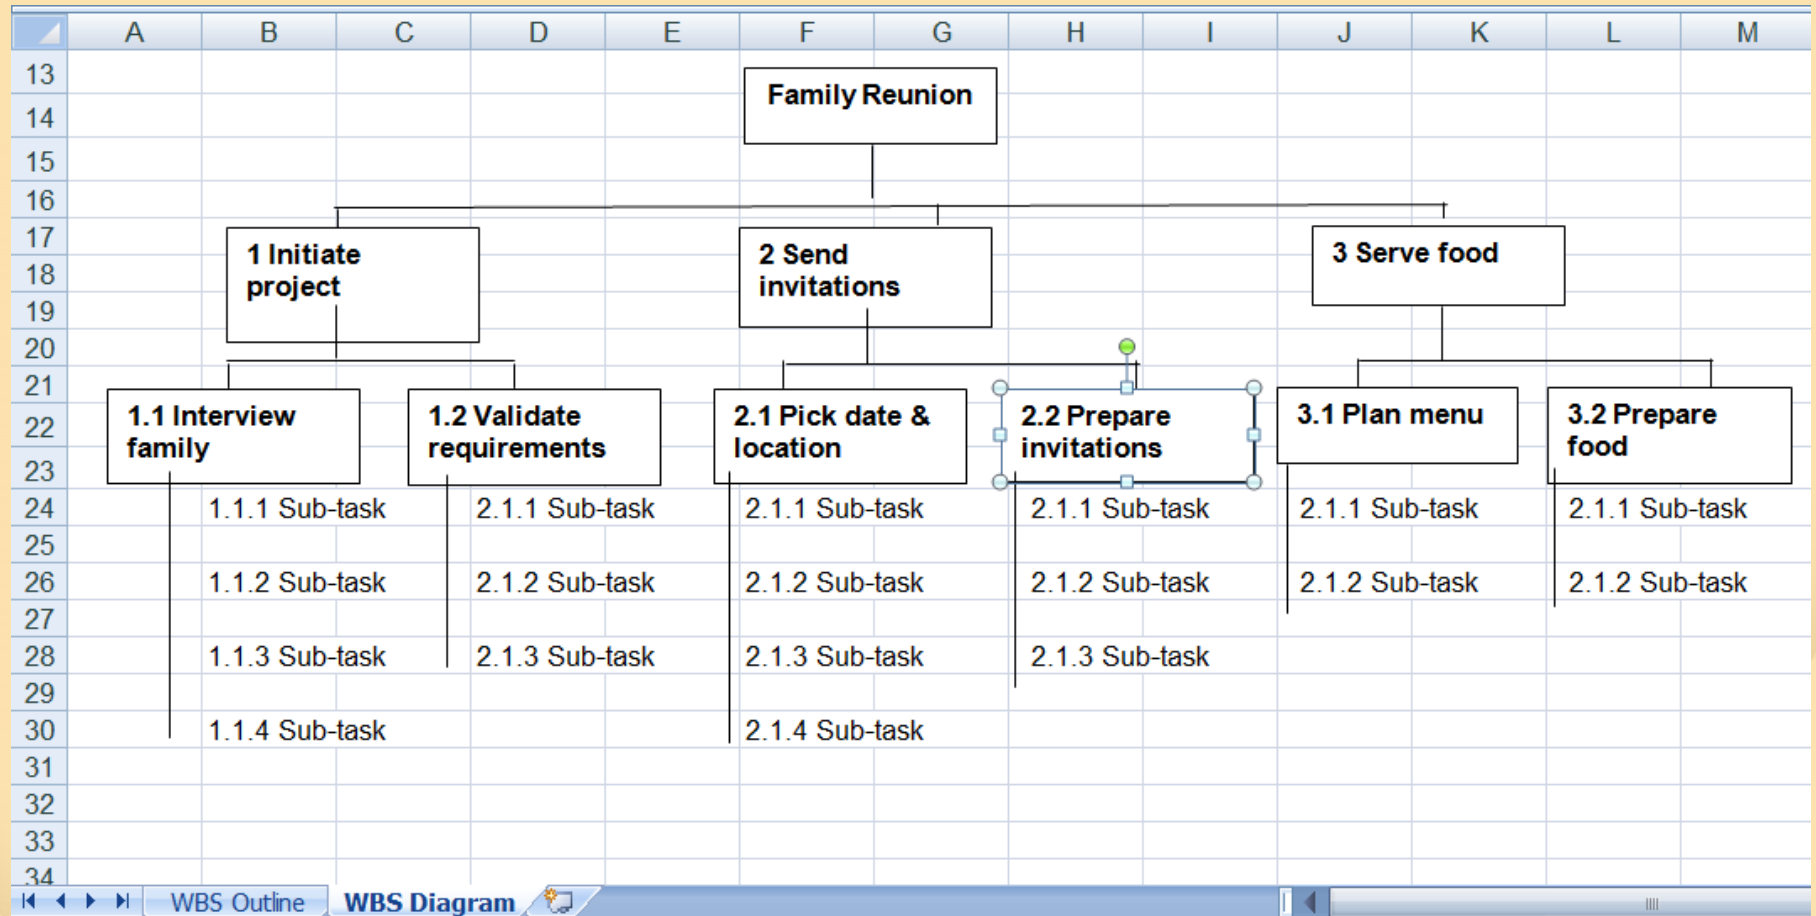 A B C D E F G H I J K L M
13
Family Reunion
14
15
16
17
1 Initiate
project
2 Send
invitations
3 Serve food
18
19
20
21
1.1 Interview
family
1.2 Validate
requirements
2.1 Pick date &
location
2.2 Prepare
invitations
3.1 Plan menu
3.2 Prepare
food
22
23
24 1.1.1 Sub-task 2.1.1 Sub-task 2.1.1 Sub-task 2.1.1 Sub-task 2.1.1 Sub-task 2.1.1 Sub-task
25
26 1.1.2 Sub-task 2.1.2 Sub-task 2.1.2 Sub-task 2.1.2 Sub-task 2.1.2 Sub-task 2.1.2 Sub-task
27
28 1.1.3 Sub-task 2.1.3 Sub-task 2.1.3 Sub-task 2.1.3 Sub-task
29
30 1.1.4 Sub-task 2.1.4 Sub-task
31
32
33
34
WBS Outline WBS Diagram